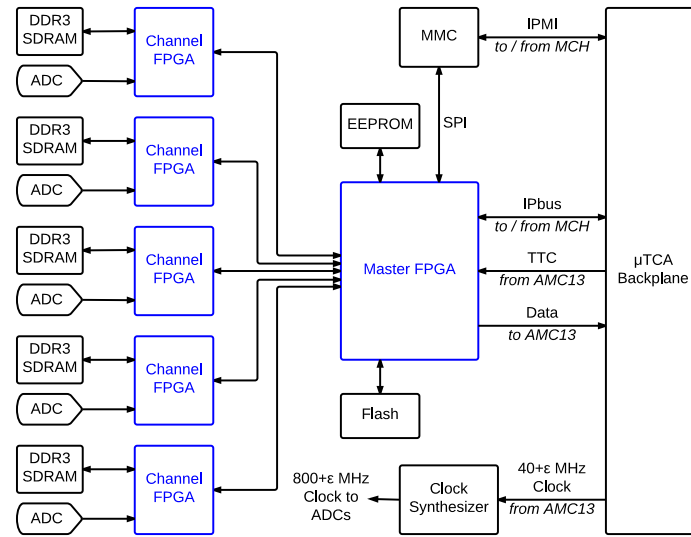 DDR3
SDRAM
ADC
Channel
FPGA
DDR3
SDRAM
ADC
Channel
FPGA
DDR3
SDRAM
ADC
Channel
FPGA
DDR3
SDRAM
ADC
Channel
FPGA
DDR3
SDRAM
ADC
Channel
FPGA
MMC
IPMI
to / from MCH
SPI
EEPROM
Master FPGA
IPbus
to / from MCH
TTC
from AMC13
Data
to AMC13
µTCA
Backplane
Flash
800+ε MHz
Clock to
ADCs
Clock
Synthesizer
40+ε MHz
Clock
from AMC13